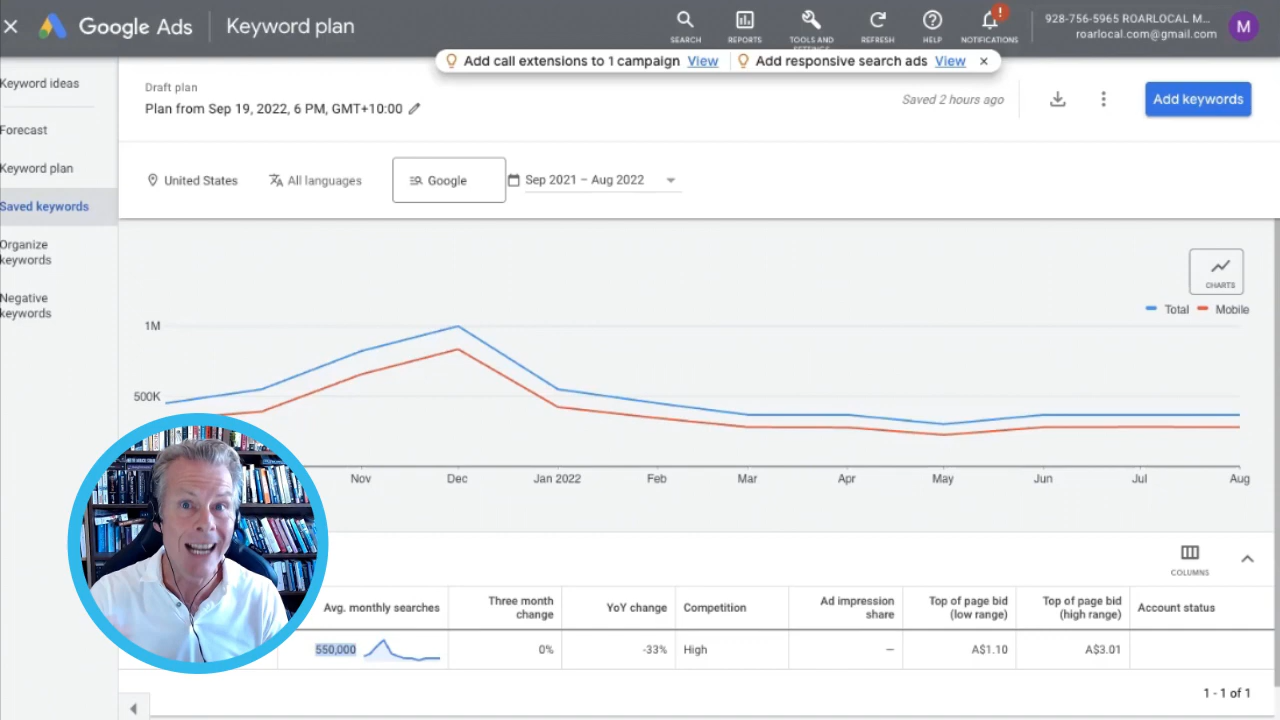 Google Ads
Keyword plan
SEARCH
REPORTS
TOOLS AND
SETTINGS
REFRESH
HELP
!
NOTIFICATIONS
928-756-5965 ROARLOCAL M...
roarlocal.com@gmail.com
M
Add call extensions to 1 campaign View
Add responsive search ads View
Keyword ideas
Forecast
Keyword plan
Saved keywords
Organize
keywords
Negative
keywords
Draft plan
Plan from Sep 19, 2022, 6 PM, GMT+10:00
Saved 2 hours ago
Add keywords
United States
All languages
Google
Sep 2021 – Aug 2022
CHARTS
Total
Mobile
1M
500K
Nov
Dec
Jan 2022
Feb
Mar
Apr
May
Jun
Jul
Aug
COLUMNS
Avg. monthly searches
Three month
change
YoY change
Competition
Ad impression
share
Top of page bid
(low range)
Top of page bid
(high range)
Account status
550,000
0%
-33%
High
–
A$1.10
A$3.01
1 - 1 of 1